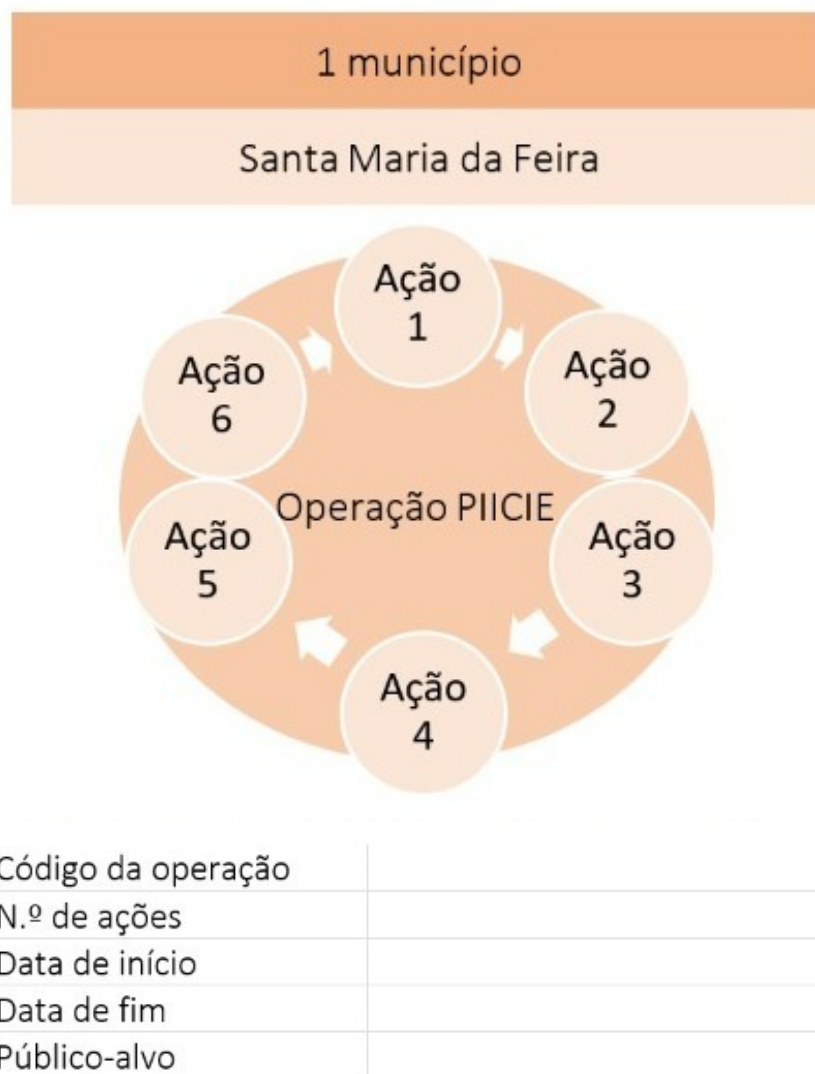 1 município
Santa Maria da Feira
Ação
1
Ação
2
Ação
3
Ação
4
Ação
5
Ação
6
Operação PIICIE
Código da operação
N.º de ações
Data de início
Data de fim
Público-alvo